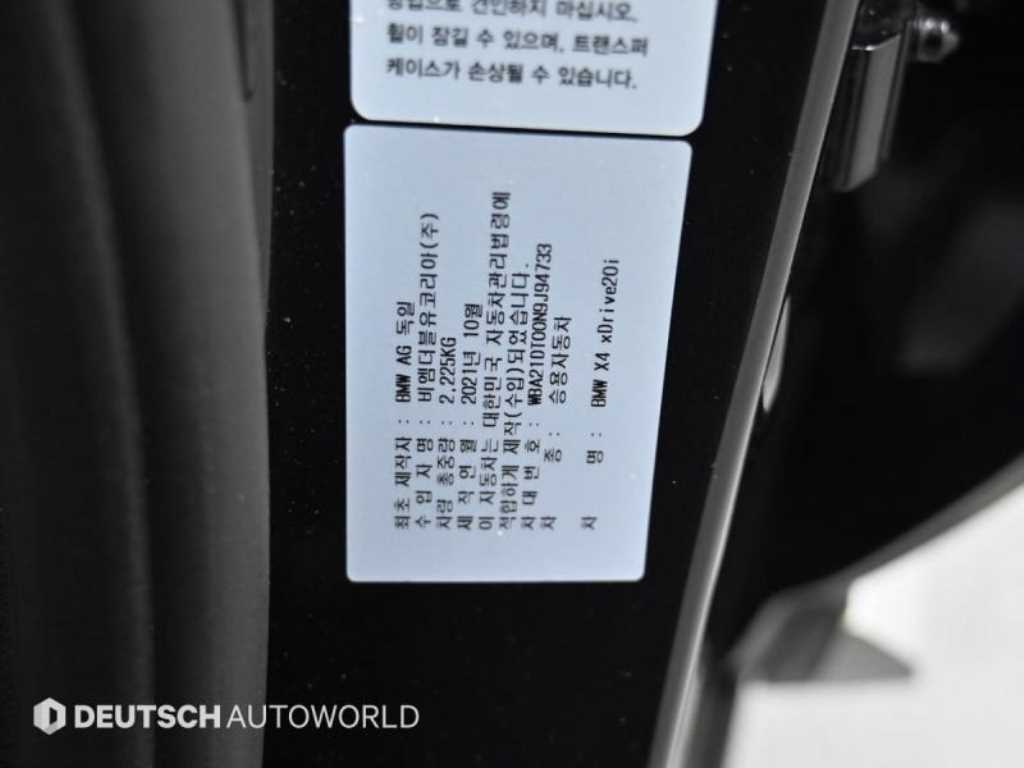 방법으로 견인하지 마십시오.
휠이 잠길 수 있으며, 트랜스퍼
케이스가 손상될 수 있습니다.
최초 제작자 : BMW AG 독일
수 입 자 명 : 비엠더블유코리아(주)
차량 총중량 : 2,225KG
제 작 연 월 : 2021년 10월
이 자동차는 대한민국 자동차관리법령에
적합하게 제작(수입)되었습니다.
차 대 번 호 : WBA21DT00N9J94733
차 종 : 승용자동차
차 명 : BMW X4 xDrive20i
DEUTSCH AUTOWORLD